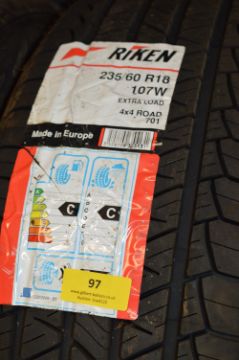 RIKEN
235/60 R18
107W
EXTRA LOAD
4x4 ROAD
701
Made in Europe
C
C
97